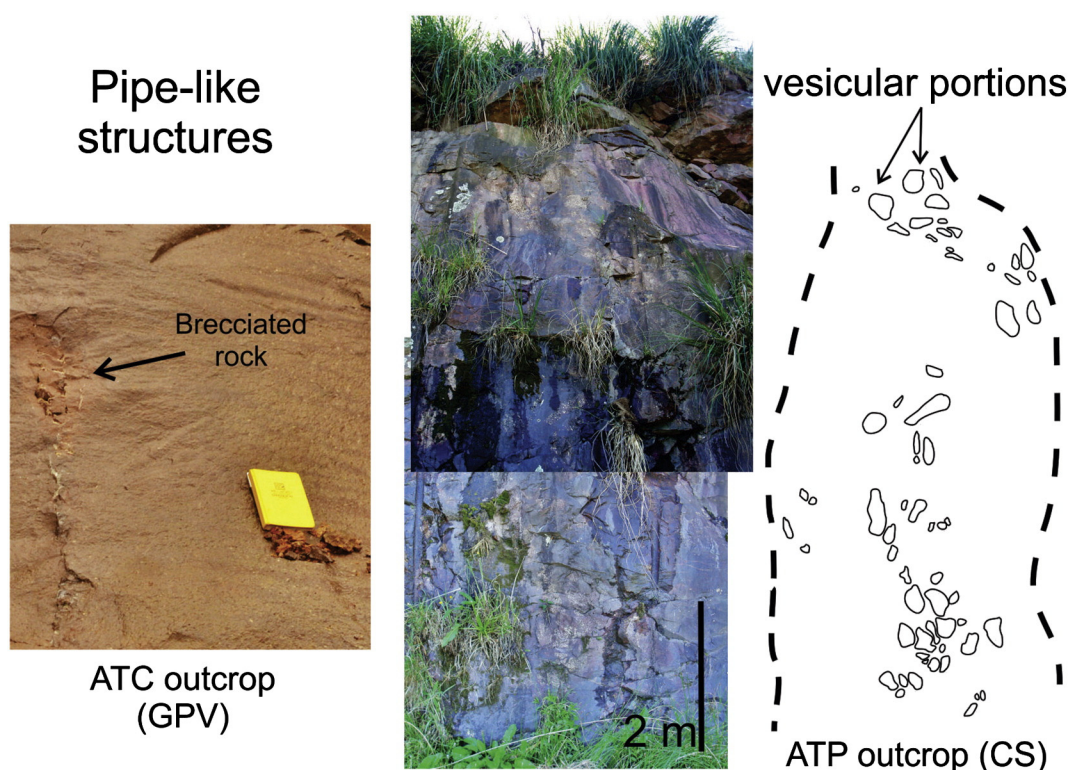 Pipe-like
structures
Brecciated
rock
ATC outcrop
(GPV)
2 m
vesicular portions
ATP outcrop (CS)